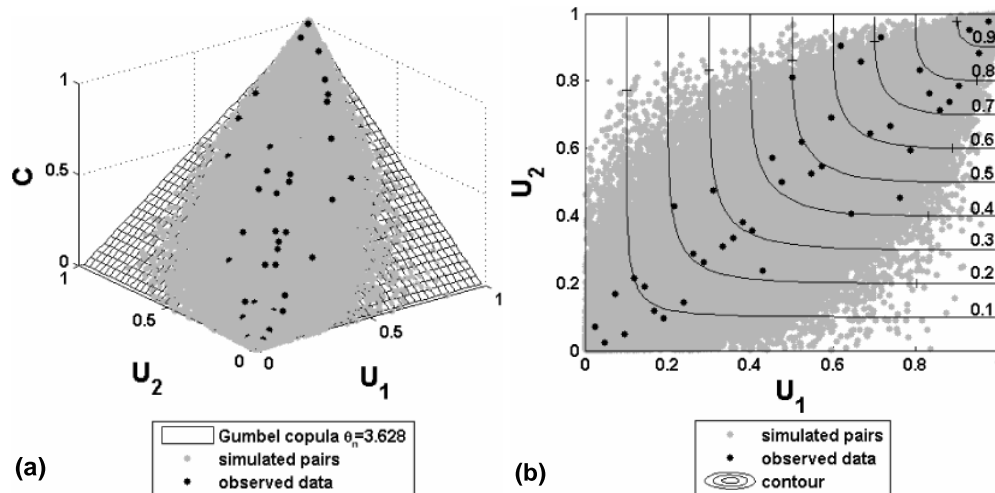 1
0.5
0
C
1
0.5
0
U2
0
0.5
1
U1
Gumbel copula θn=3.628
simulated pairs
observed data
(a)
1
0.8
0.6
0.4
0.2
0
U2
0.9
0.8
0.7
0.6
0.5
0.4
0.3
0.2
0.1
0
0.2
0.4
0.6
0.8
U1
simulated pairs
observed data
contour
(b)